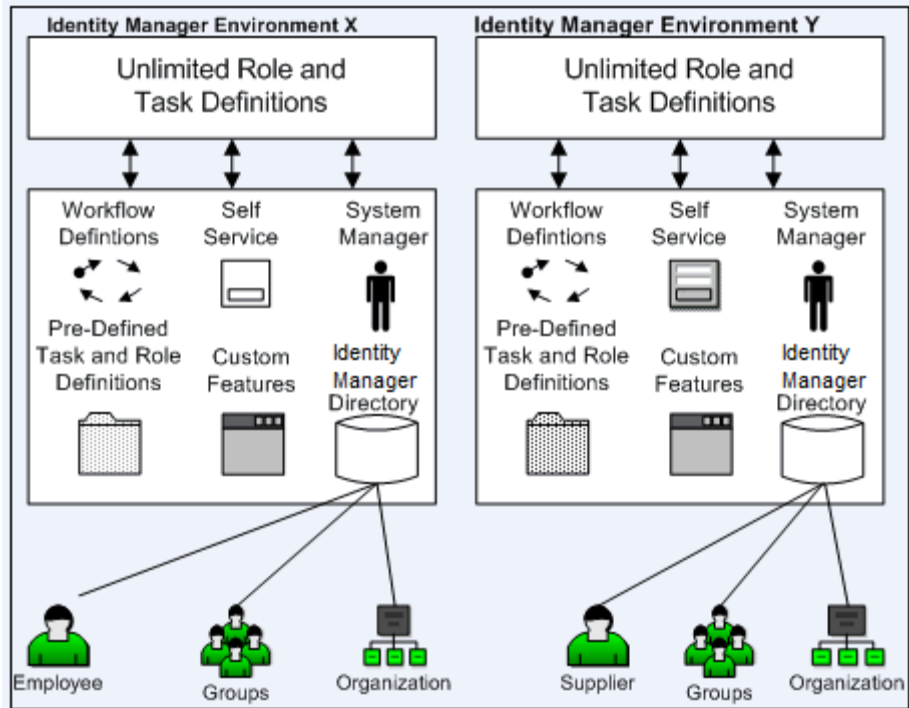 Identity Manager Environment X
Unlimited Role and
Task Definitions
Workflow
Defintions
Self
Service
System
Manager
Pre-Defined
Task and Role
Definitions
Custom
Features
Identity
Manager
Directory
Employee
Groups
Organization
Identity Manager Environment Y
Unlimited Role and
Task Definitions
Workflow
Defintions
Self
Service
System
Manager
Pre-Defined
Task and Role
Definitions
Custom
Features
Identity
Manager
Directory
Supplier
Groups
Organization